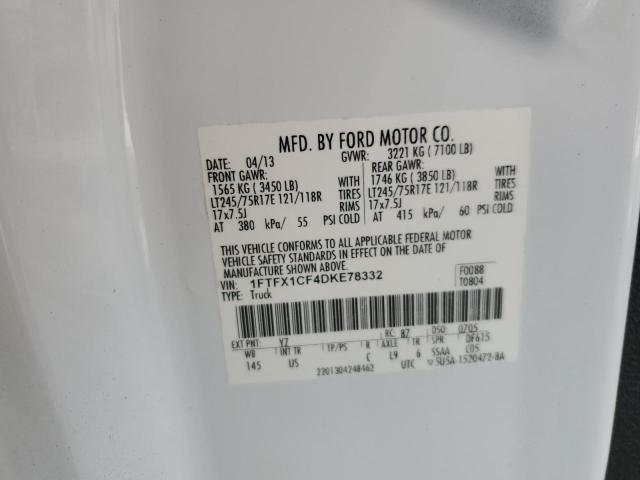 MFD. BY FORD MOTOR CO.
DATE: 04/13 GVWR: 3221 KG (7100 LB)
FRONT GAWR: REAR GAWR:
1565 KG (3450 LB) WITH 1746 KG (3850 LB) WITH
LT245/75R17E 121/118R TIRES LT245/75R17E 121/118R TIRES
17x7.5J RIMS 17x7.5J RIMS
AT 380 kPa/ 55 PSI COLD AT 415 kPa/ 60 PSI COLD
THIS VEHICLE CONFORMS TO ALL APPLICABLE FEDERAL MOTOR
VEHICLE SAFETY STANDARDS IN EFFECT ON THE DATE OF
MANUFACTURE SHOWN ABOVE.
VIN: 1FTFX1CF4DKE78332 F0088
TYPE: Truck T0804
EXT PNT: YZ RC: 82 DSO: 0705
WB INT TR TP/PS R AXLE TR SPR DF615
145 US C L9 6 SSAA C05
2201304248462 UTC ▽5U5A-1520472-BA